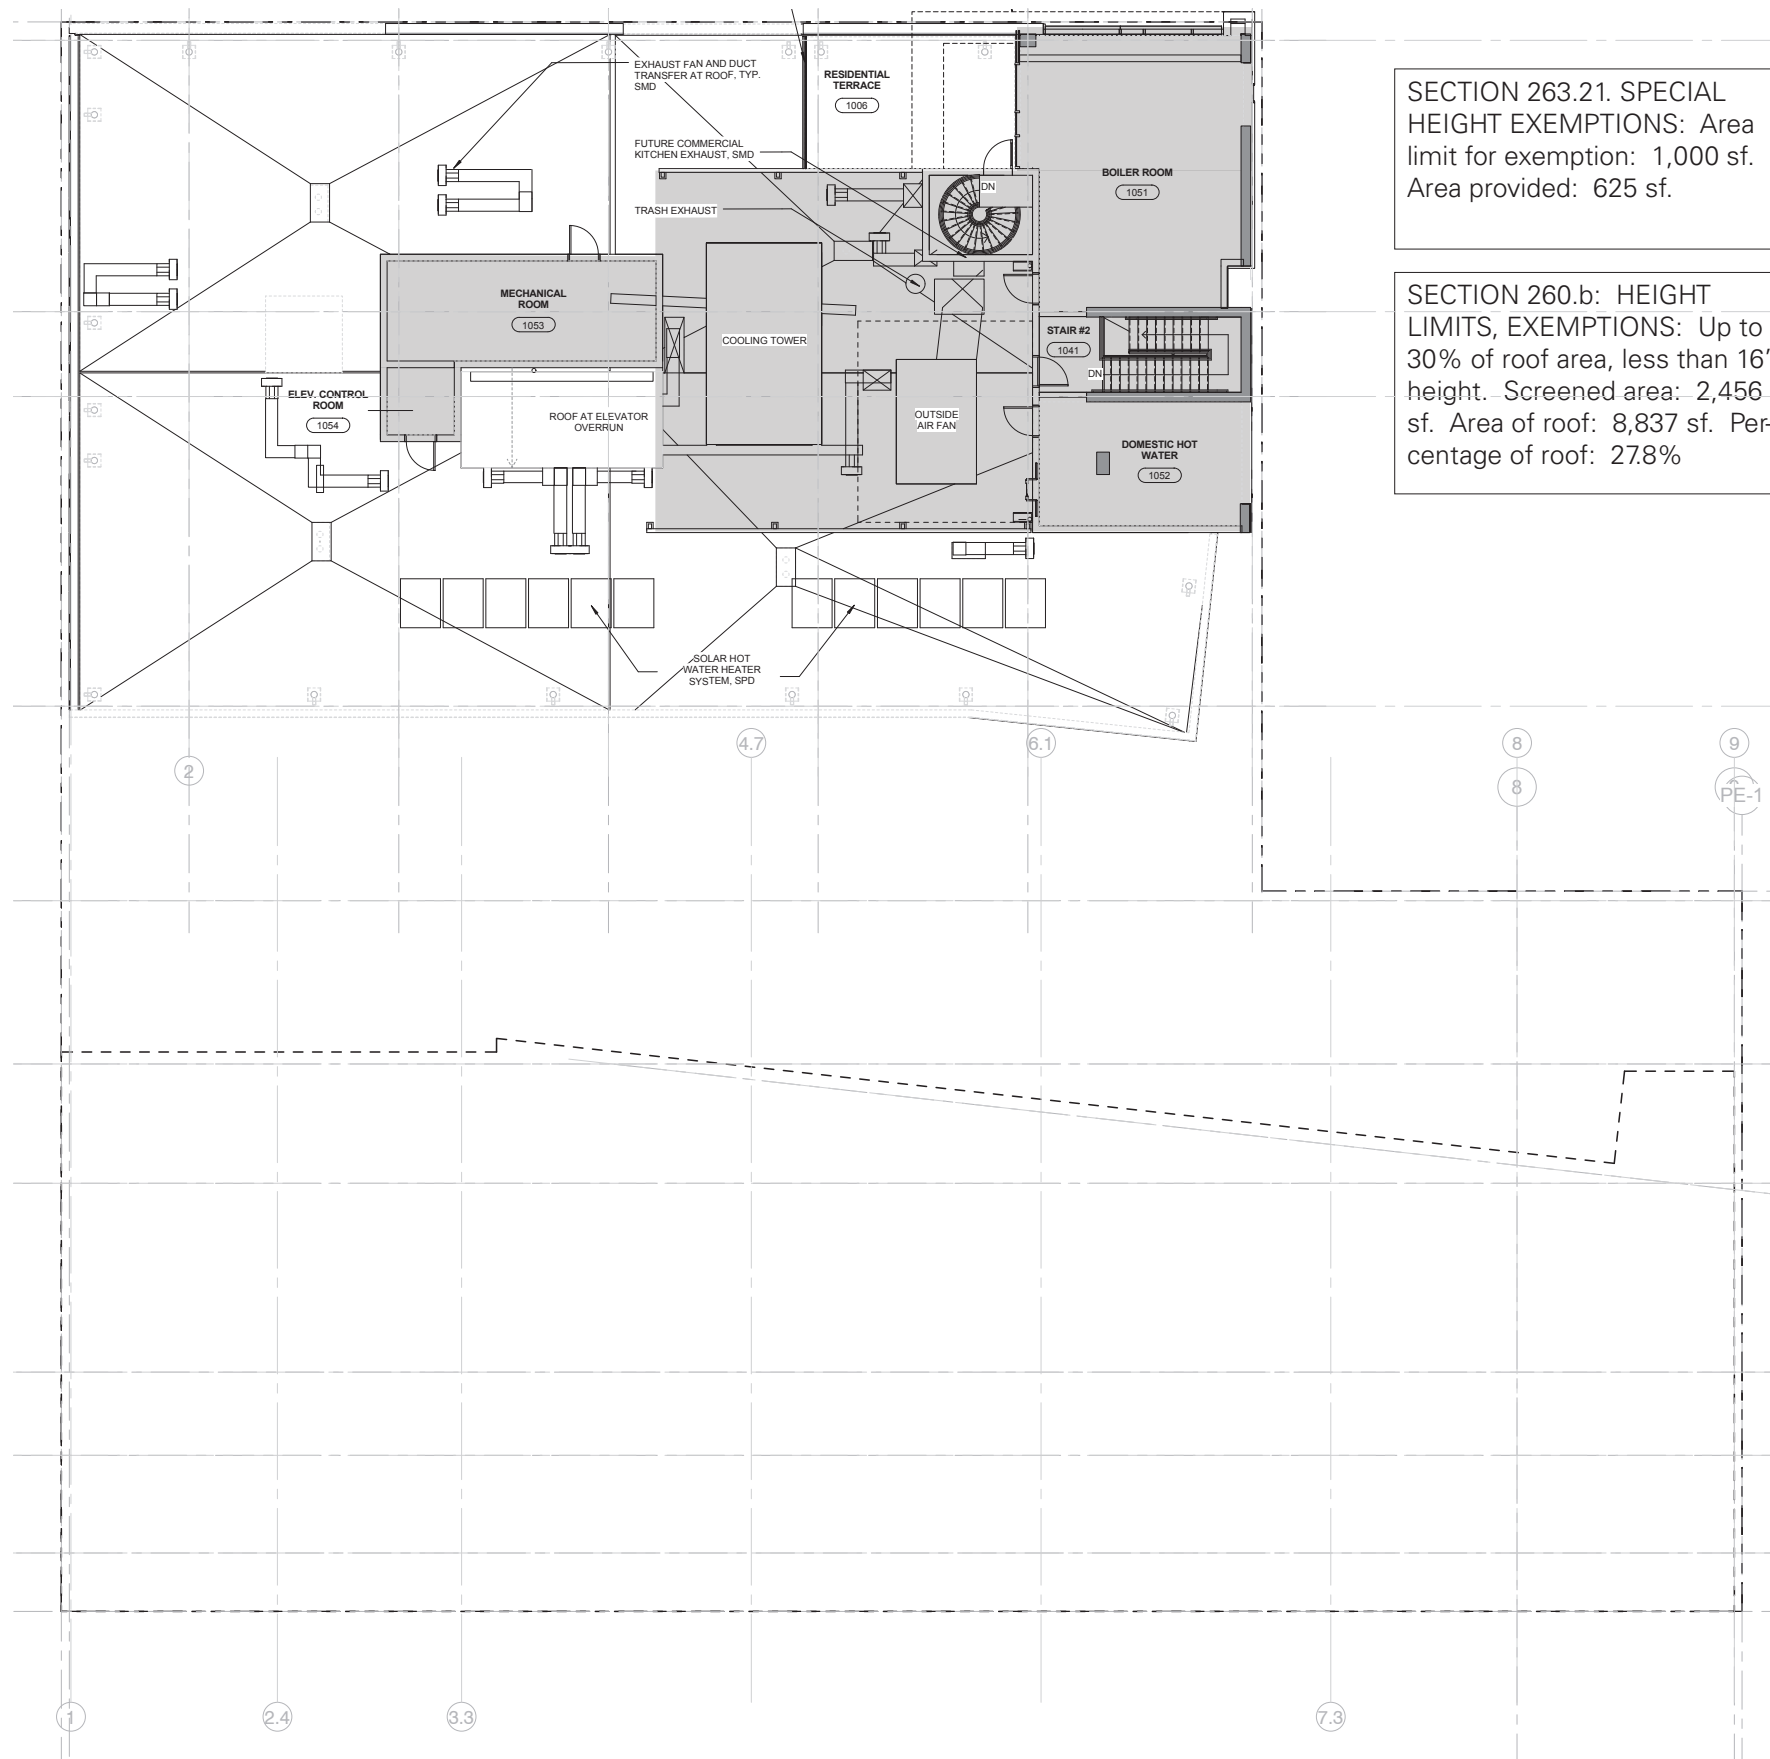 EXHAUST FAN AND DUCT
TRANSFER AT ROOF, TYP.
SMD
RESIDENTIAL
TERRACE
1006
FUTURE COMMERCIAL
KITCHEN EXHAUST, SMD
TRASH EXHAUST
DN
BOILER ROOM
1051
MECHANICAL
ROOM
1053
COOLING TOWER
STAIR #2
1041
DN
ELEV. CONTROL
ROOM
1054
ROOF AT ELEVATOR
OVERRUN
OUTSIDE
AIR FAN
DOMESTIC HOT
WATER
1052
SOLAR HOT
WATER HEATER
SYSTEM, SPD
SECTION 263.21. SPECIAL
HEIGHT EXEMPTIONS: Area
limit for exemption: 1,000 sf.
Area provided: 625 sf.
SECTION 260.b: HEIGHT
LIMITS, EXEMPTIONS: Up to
30% of roof area, less than 16'
height. Screened area: 2,456
sf. Area of roof: 8,837 sf. Per-
centage of roof: 27.8%
2
4.7
6.1
8
9
8
PE-1
1
2.4
3.3
7.3